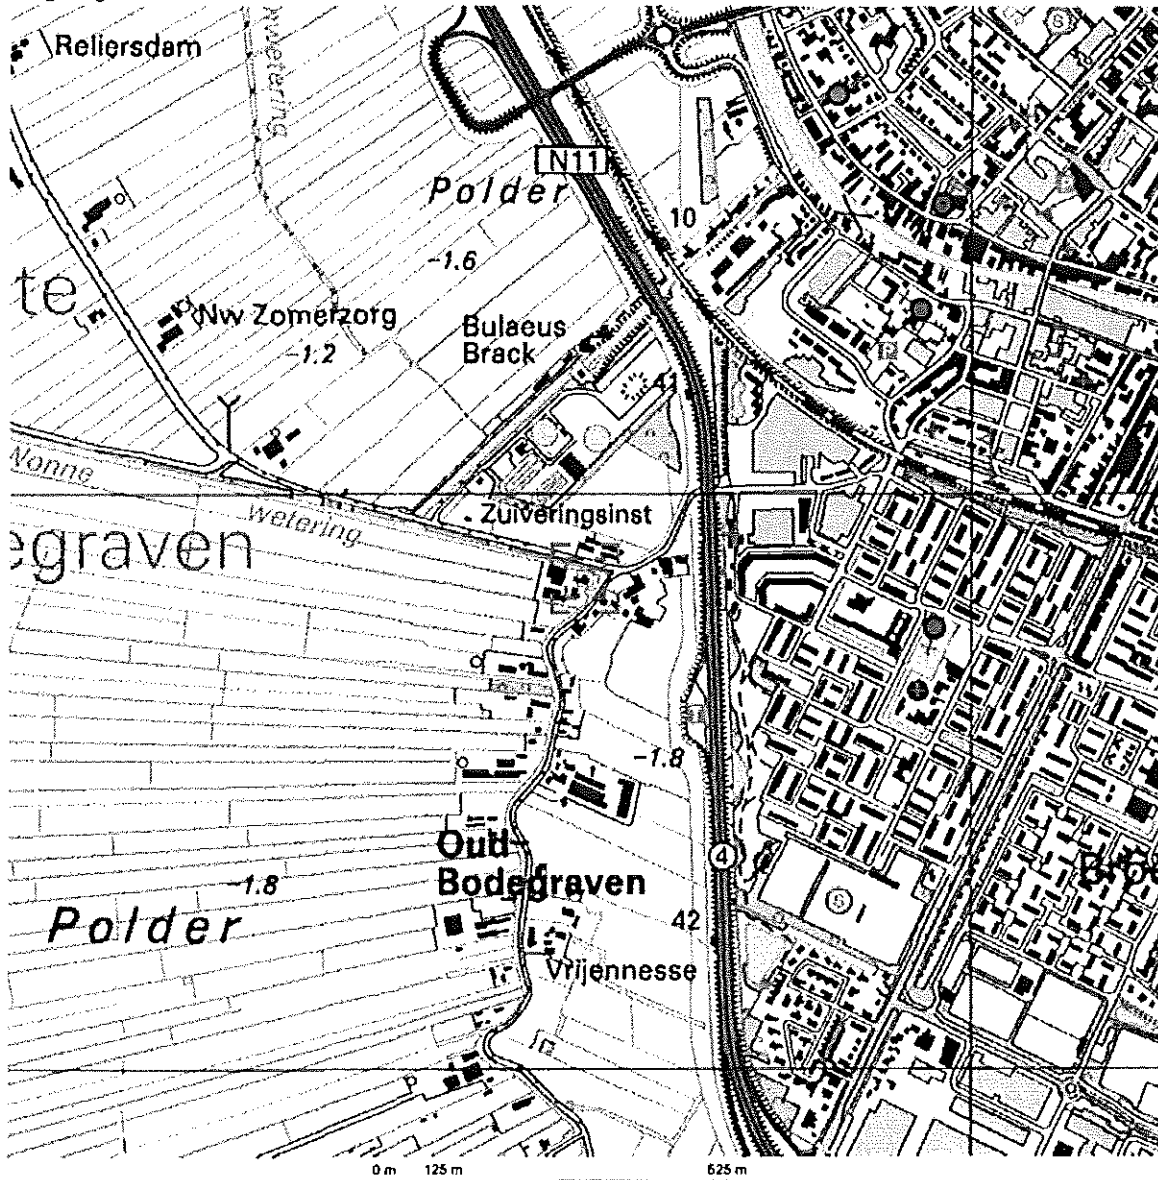 Reliersdam
wetering
N11
Polder
10
-1.6
te
Nw Zomerzorg
-1.2
Bulaeus
Brack
41
P
Nonne
wetering
Zuiveringsinst
egraven
-1.8
4
Oud
Bodegraven
-1.8
Polder
S
42
Vrijennesse
0 m 125 m 625 m